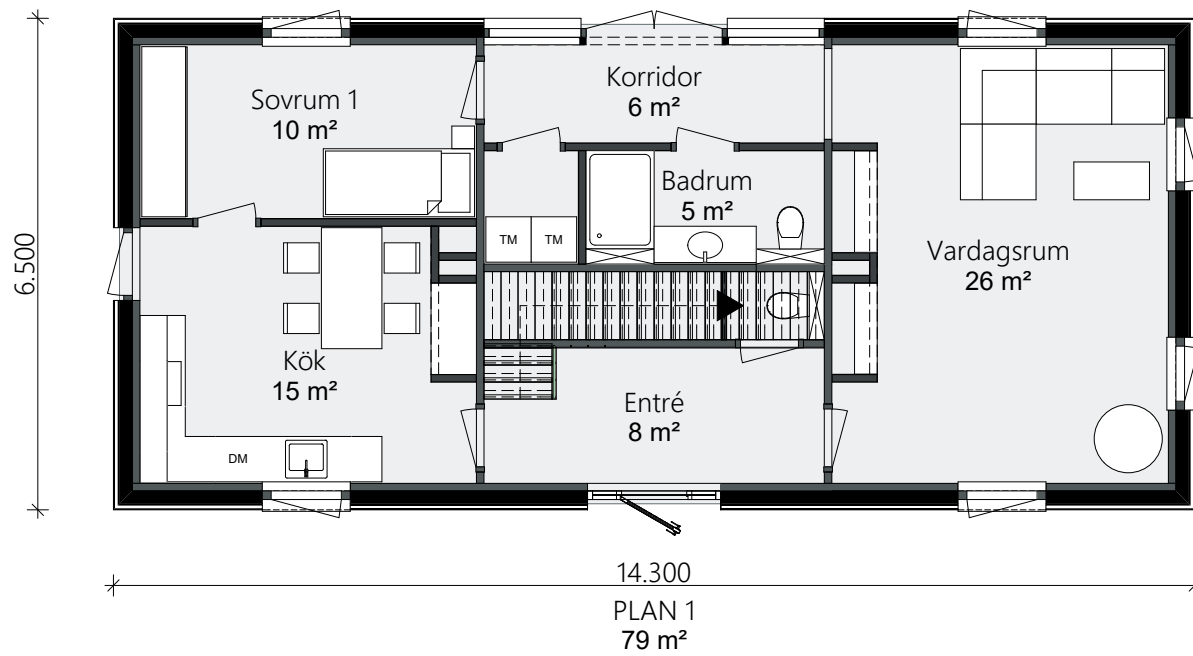 Sovrum 1
10 m²
Korridor
6 m²
Badrum
5 m²
TM
TM
Vardagsrum
26 m²
6.500
Kök
15 m²
Entré
8 m²
DM
14.300
PLAN 1
79 m²